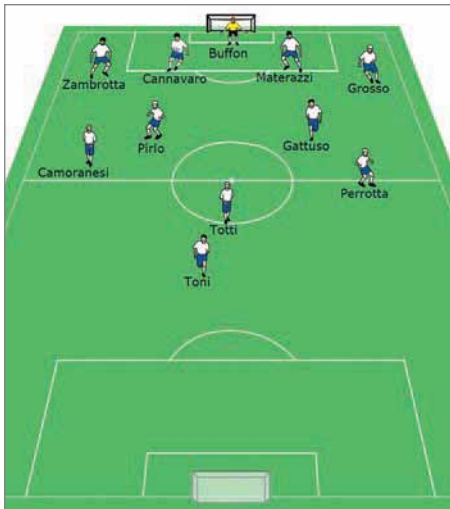 Buffon
Zambrotta
Cannavaro
Materazzi
Grosso
Pirlo
Gattuso
Camoranesi
Perrotta
Totti
Toni